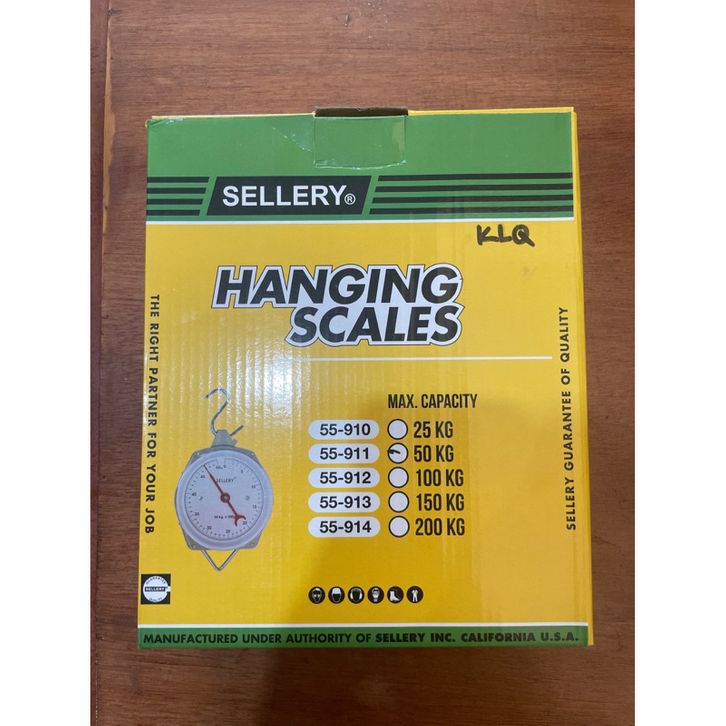 SELLERY®
KLQ
HANGING
SCALES
THE RIGHT PARTNER FOR YOUR JOB
SELLERY GUARANTEE OF QUALITY
MAX. CAPACITY
55-910 25 KG
55-911 50 KG
55-912 100 KG
55-913 150 KG
55-914 200 KG
SELLERY
SELLERY
MANUFACTURED UNDER AUTHORITY OF SELLERY INC. CALIFORNIA U.S.A.